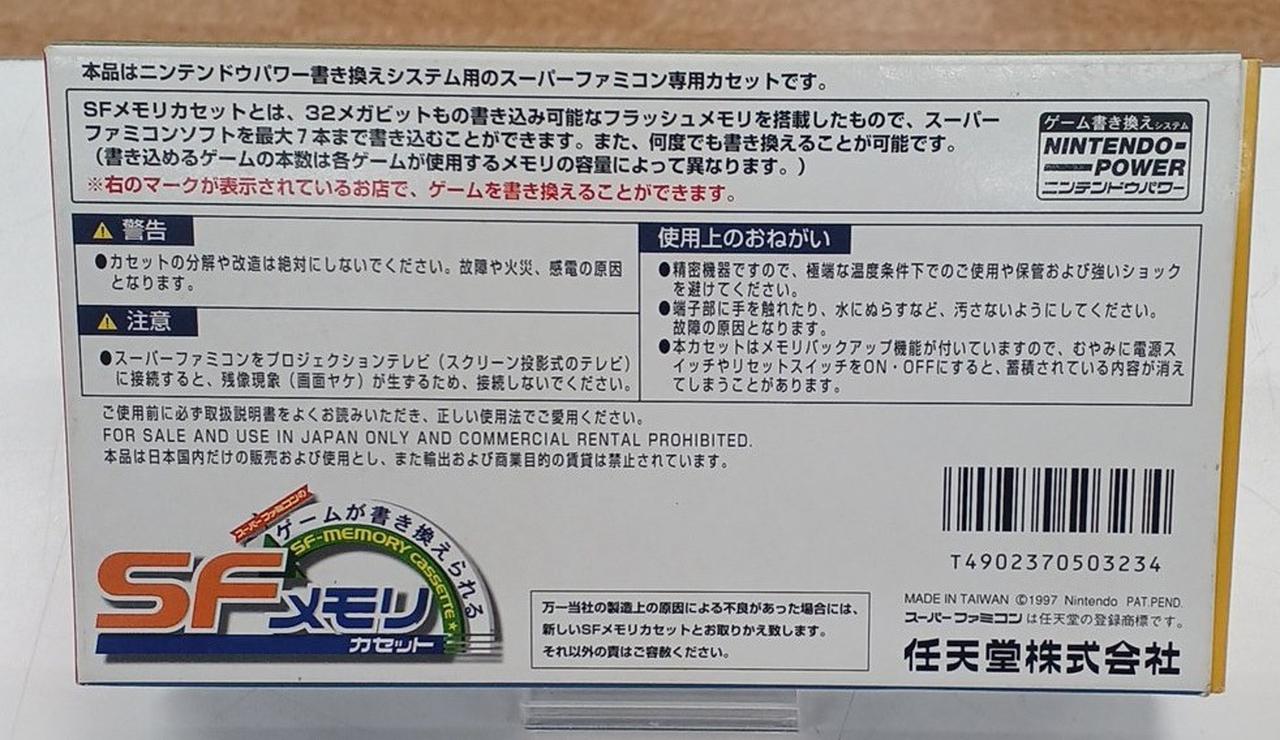 本品はニンテンドウパワー書き換えシステム用のスーパーファミコン専用カセットです。
SFメモリカセットとは、32メガビットもの書き込み可能なフラッシュメモリを搭載したもので、スーパー
ファミコンソフトを最大7本まで書き込むことができます。また、何度でも書き換えることが可能です。
(書き込めるゲームの本数は各ゲームが使用するメモリの容量によって異なります。)
※右のマークが表示されているお店で、ゲームを書き換えることができます。
ゲーム書き換えシステム
NINTENDO-
POWER
ニンテンドウパワー
警告
●カセットの分解や改造は絶対にしないでください。故障や火災、感電の原因
となります。
注意
●スーパーファミコンをプロジェクションテレビ(スクリーン投影式のテレビ)
に接続すると、残像現象(画面ヤケ)が生ずるため、接続しないでください。
使用上のおねがい
●精密機器ですので、極端な温度条件下でのご使用や保管および強いショック
を避けてください。
●端子部に手を触れたり、水にぬらすなど、汚さないようにしてください。
故障の原因となります。
●本カセットはメモリバックアップ機能が付いていますので、むやみに電源ス
イッチやリセットスイッチをON・OFFにすると、蓄積されている内容が消え
てしまうことがあります。
ご使用前に必ず取扱説明書をよくお読みいただき、正しい使用法でご愛用ください。
FOR SALE AND USE IN JAPAN ONLY AND COMMERCIAL RENTAL PROHIBITED.
本品は日本国内だけの販売および使用とし、また輸出および商業目的の賃貸は禁止されています。
スーパーファミコンの
ゲームが書き換えられる
SF-MEMORY CASSETTE★
SFメモリ
カセット
万一当社の製造上の原因による不良があった場合には、
新しいSFメモリカセットとお取りかえ致します。
それ以外の責はご容赦ください。
T4902370503234
MADE IN TAIWAN ©1997 Nintendo PAT.PEND.
スーパーファミコンは任天堂の登録商標です。
任天堂株式会社